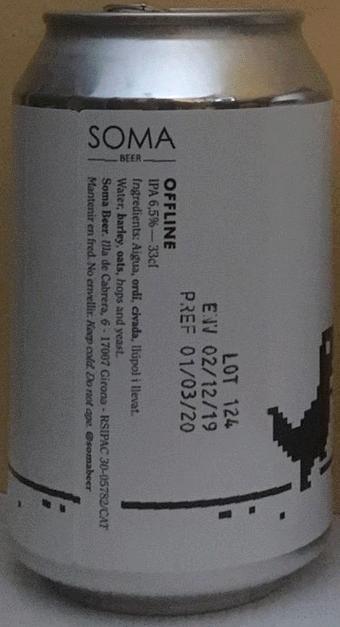 SOMA
BEER
OFFLINE
IPA 6,5% — 33cl
Ingredients: Aigua, ordi, civada, llúpol i llevat.
Water, barley, oats, hops and yeast.
Soma Beer. Illa de Cabrera, 6 - 17007 Girona - RSIPAC 30-05782/CAT
Mantenir en fred. No envellir. Keep cold. Do not age. @somabeer
LOT 124
ENV 02/12/19
PREF 01/03/20